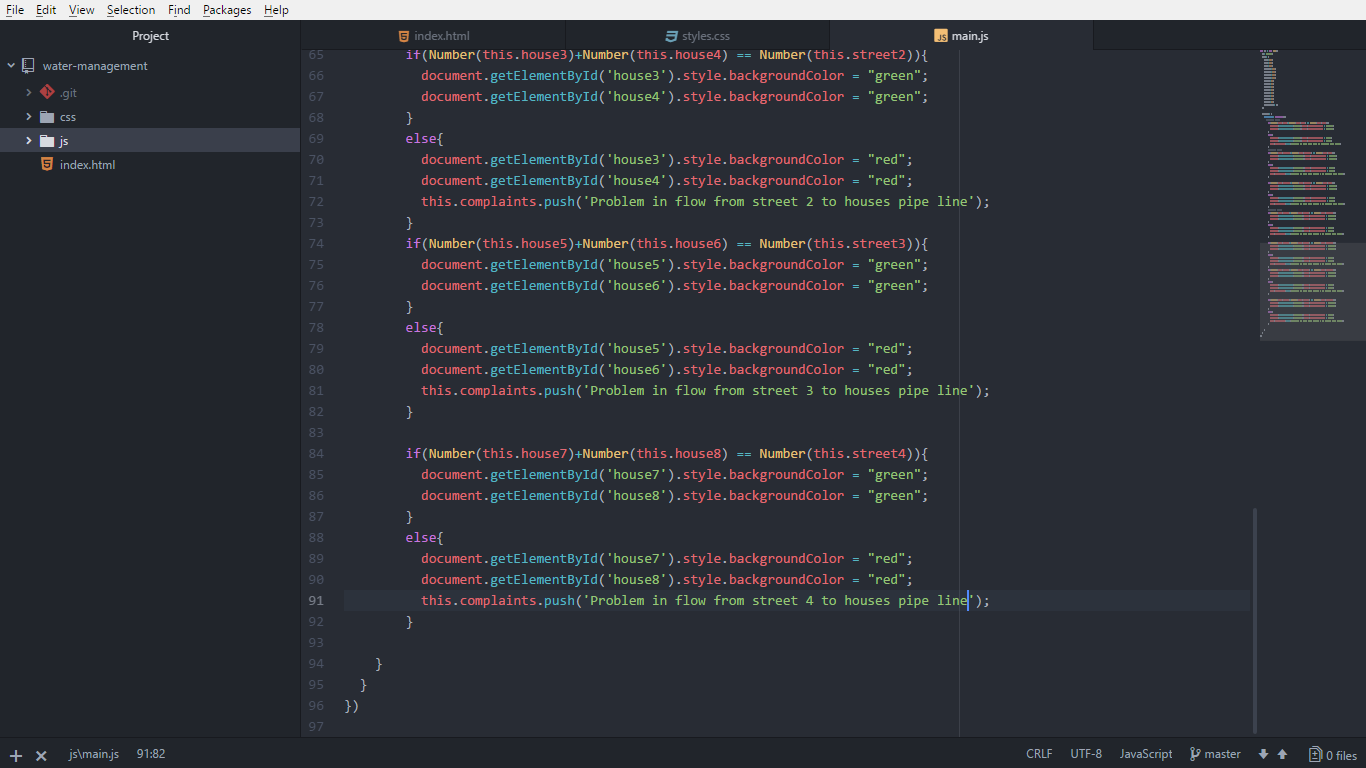 File Edit View Selection Find Packages Help
Project
index.html
styles.css
main.js
water-management
.git
css
js
index.html
65 if(Number(this.house3)+Number(this.house4) == Number(this.street2)){
66 document.getElementById('house3').style.backgroundColor = "green";
67 document.getElementById('house4').style.backgroundColor = "green";
68 }
69 else{
70 document.getElementById('house3').style.backgroundColor = "red";
71 document.getElementById('house4').style.backgroundColor = "red";
72 this.complaints.push('Problem in flow from street 2 to houses pipe line');
73 }
74 if(Number(this.house5)+Number(this.house6) == Number(this.street3)){
75 document.getElementById('house5').style.backgroundColor = "green";
76 document.getElementById('house6').style.backgroundColor = "green";
77 }
78 else{
79 document.getElementById('house5').style.backgroundColor = "red";
80 document.getElementById('house6').style.backgroundColor = "red";
81 this.complaints.push('Problem in flow from street 3 to houses pipe line');
82 }
83
84 if(Number(this.house7)+Number(this.house8) == Number(this.street4)){
85 document.getElementById('house7').style.backgroundColor = "green";
86 document.getElementById('house8').style.backgroundColor = "green";
87 }
88 else{
89 document.getElementById('house7').style.backgroundColor = "red";
90 document.getElementById('house8').style.backgroundColor = "red";
91 this.complaints.push('Problem in flow from street 4 to houses pipe line');
92 }
93
94 }
95 }
96 })
97
js\main.js 91:82 CRLF UTF-8 JavaScript master 0 files